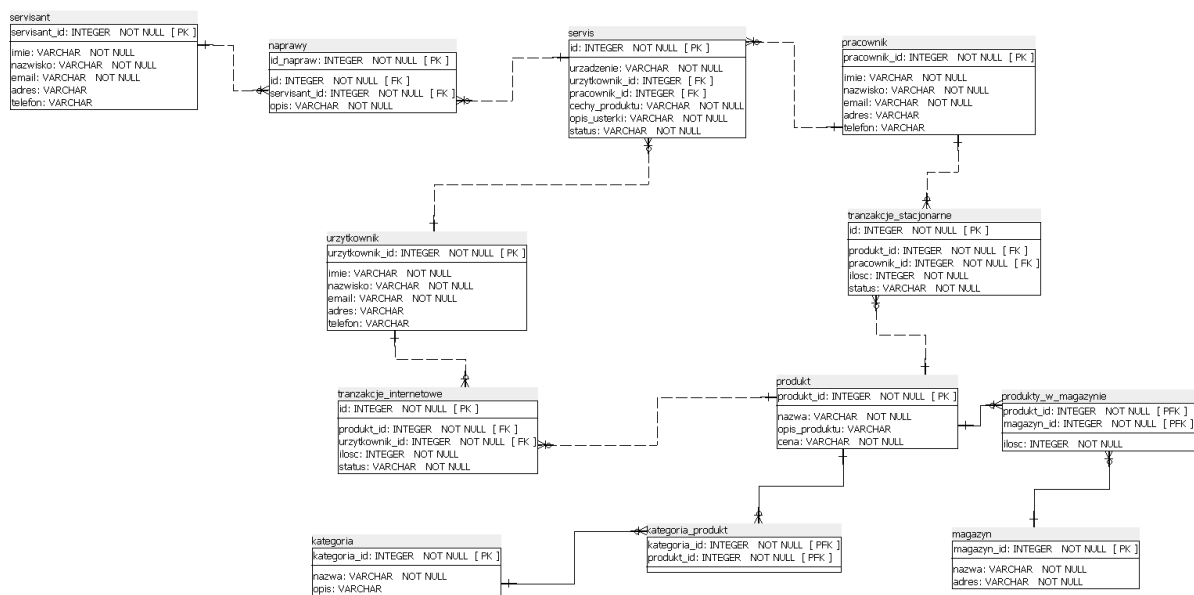 servisant
servisant_id: INTEGER NOT NULL [ PK ]
imie: VARCHAR NOT NULL
nazwisko: VARCHAR NOT NULL
email: VARCHAR NOT NULL
adres: VARCHAR
telefon: VARCHAR
naprawy
id_napraw: INTEGER NOT NULL [ PK ]
id: INTEGER NOT NULL [ FK ]
servisant_id: INTEGER NOT NULL [ FK ]
opis: VARCHAR NOT NULL
servis
id: INTEGER NOT NULL [ PK ]
urzadzenie: VARCHAR NOT NULL
urzytkownik_id: INTEGER NOT NULL [ FK ]
pracownik_id: INTEGER NOT NULL [ FK ]
cechy_produktu: VARCHAR NOT NULL
opis_usterki: VARCHAR NOT NULL
status: VARCHAR NOT NULL
pracownik
pracownik_id: INTEGER NOT NULL [ PK ]
imie: VARCHAR NOT NULL
nazwisko: VARCHAR NOT NULL
email: VARCHAR NOT NULL
adres: VARCHAR
telefon: VARCHAR
urzytkownik
urzytkownik_id: INTEGER NOT NULL [ PK ]
imie: VARCHAR NOT NULL
nazwisko: VARCHAR NOT NULL
email: VARCHAR NOT NULL
adres: VARCHAR
telefon: VARCHAR
tranzakcje_stacjonarne
id: INTEGER NOT NULL [ PK ]
produkt_id: INTEGER NOT NULL [ FK ]
pracownik_id: INTEGER NOT NULL [ FK ]
ilosc: INTEGER NOT NULL
status: VARCHAR NOT NULL
tranzakcje_internetowe
id: INTEGER NOT NULL [ PK ]
produkt_id: INTEGER NOT NULL [ FK ]
urzytkownik_id: INTEGER NOT NULL [ FK ]
ilosc: INTEGER NOT NULL
status: VARCHAR NOT NULL
produkt
produkt_id: INTEGER NOT NULL [ PK ]
nazwa: VARCHAR NOT NULL
opis_produktu: VARCHAR
cena: VARCHAR NOT NULL
produkty_w_magazynie
produkt_id: INTEGER NOT NULL [ PFK ]
magazyn_id: INTEGER NOT NULL [ PFK ]
ilosc: INTEGER NOT NULL
kategoria
kategoria_id: INTEGER NOT NULL [ PK ]
nazwa: VARCHAR NOT NULL
opis: VARCHAR
kategoria_produkt
kategoria_id: INTEGER NOT NULL [ PFK ]
produkt_id: INTEGER NOT NULL [ PFK ]
magazyn
magazyn_id: INTEGER NOT NULL [ PK ]
nazwa: VARCHAR NOT NULL
adres: VARCHAR NOT NULL